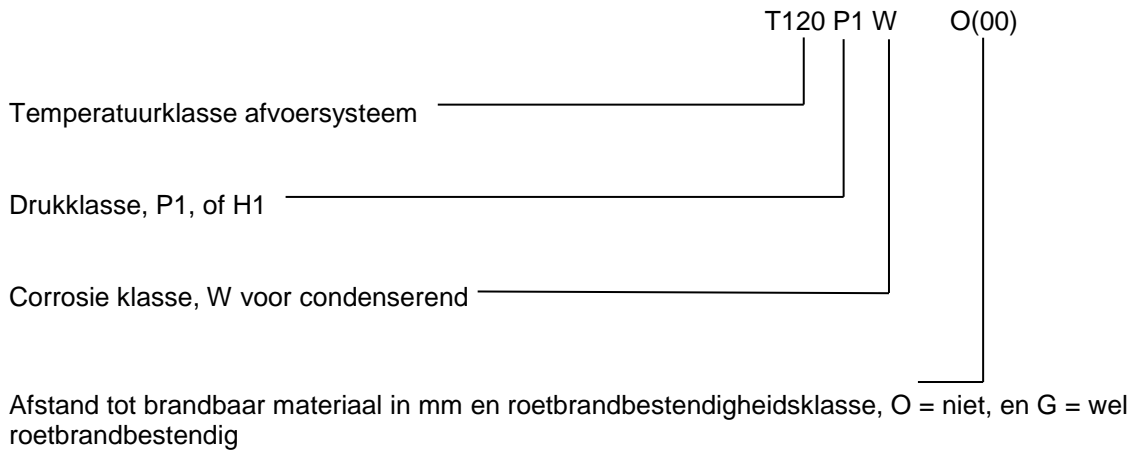 T120 P1 W O(00)
Temperatuurklasse afvoersysteem
Drukklasse, P1, of H1
Corrosie klasse, W voor condenserend
Afstand tot brandbaar materiaal in mm en roetbrandbestendigheidsklasse, O = niet, en G = wel
roetbrandbestendig